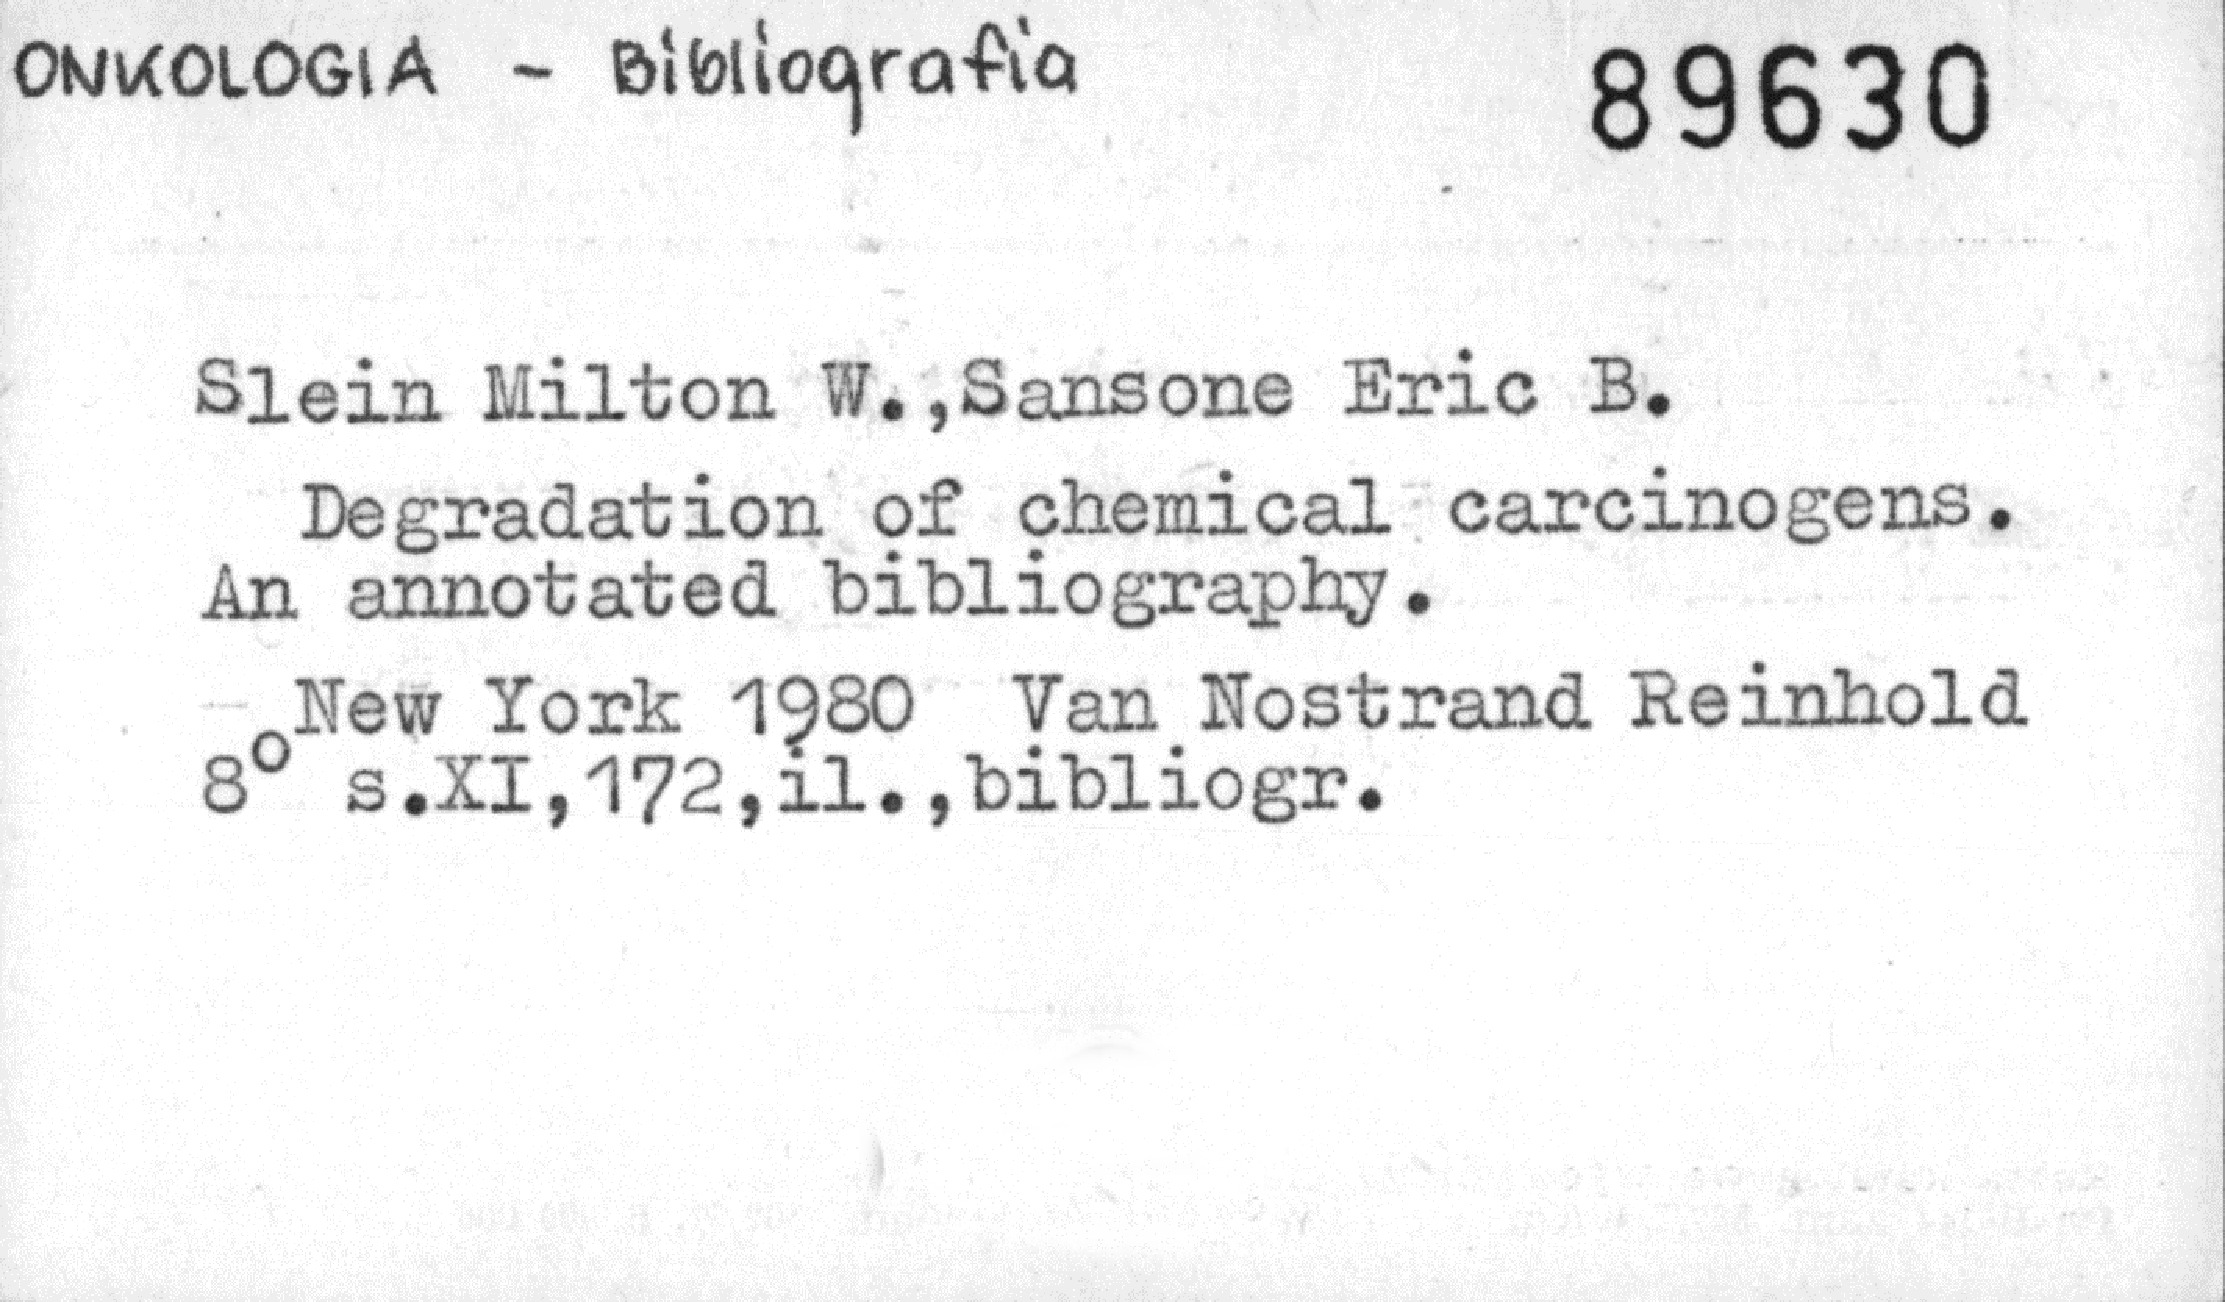 ONKOLOGIA - Bibliografia 89630
Slein Milton W.,Sansone Eric B.
Degradation of chemical carcinogens.
An annotated bibliography.
New York 1980 Van Nostrand Reinhold
8° s.XI,172,il.,bibliogr.